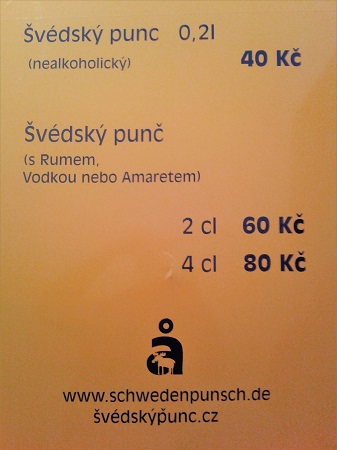 Švédský punc 0,2l
(nealkoholický) 40 Kč
Švédský punč
(s Rumem,
Vodkou nebo Amaretem)
2 cl 60 Kč
4 cl 80 Kč
å
www.schwedenpunsch.de
švédskýpunc.cz